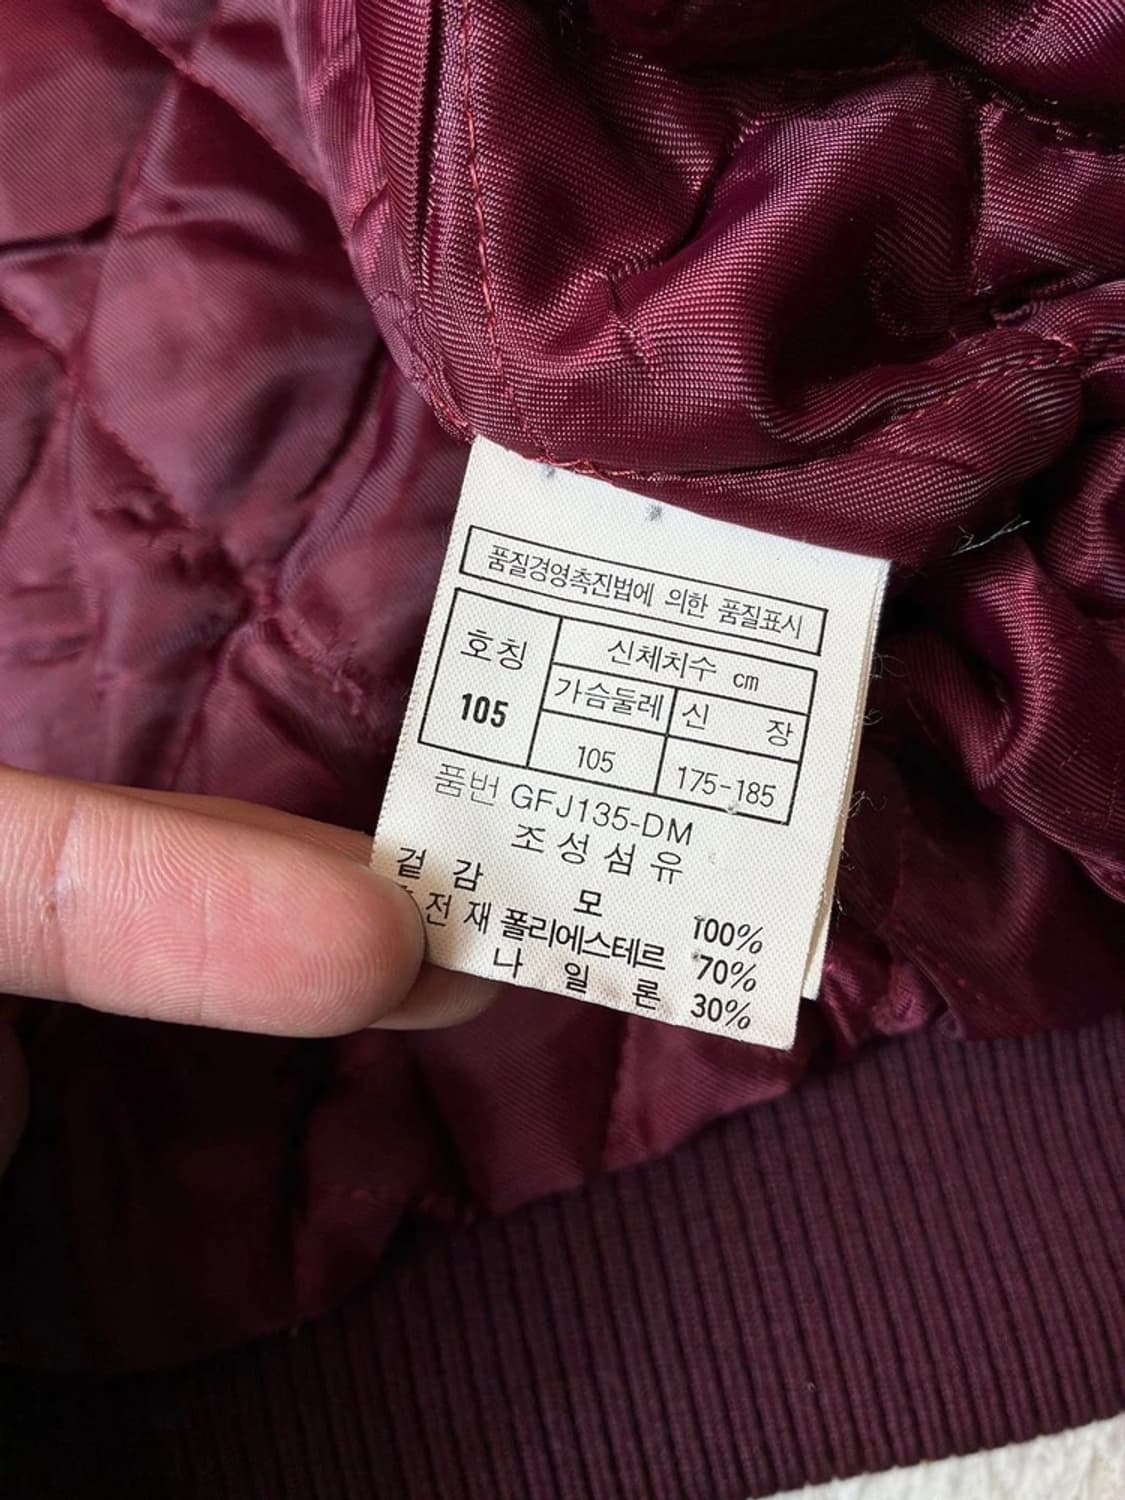 품질경영촉진법에 의한 품질표시
호칭 신체치수 cm
가슴둘레 신 장
105 105 175-185
품번 GFJ135-DM
조성섬유
겉 감 모 100%
전 재 폴리에스테르 70%
나 일 론 30%